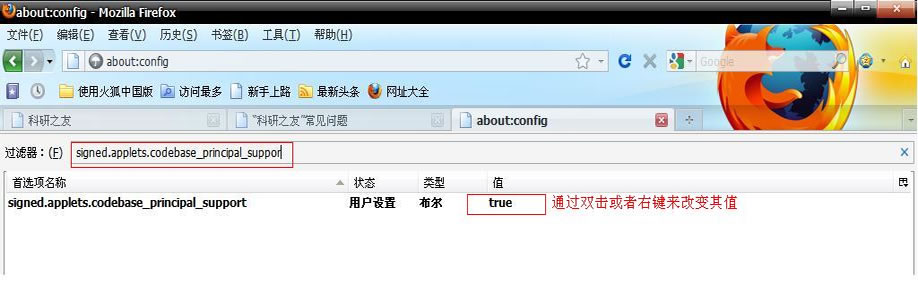 about:config - Mozilla Firefox
文件(F) 编辑(E) 查看(V) 历史(S) 书签(B) 工具(T) 帮助(H)
about:config Google
使用火狐中国版 访问最多 新手上路 最新头条 网址大全
科研之友 "科研之友"常见问题 about:config
过滤器:(F) signed.applets.codebase_principal_suppor
首选项名称 状态 类型 值
signed.applets.codebase_principal_support 用户设置 布尔 true 通过双击或者右键来改变其值